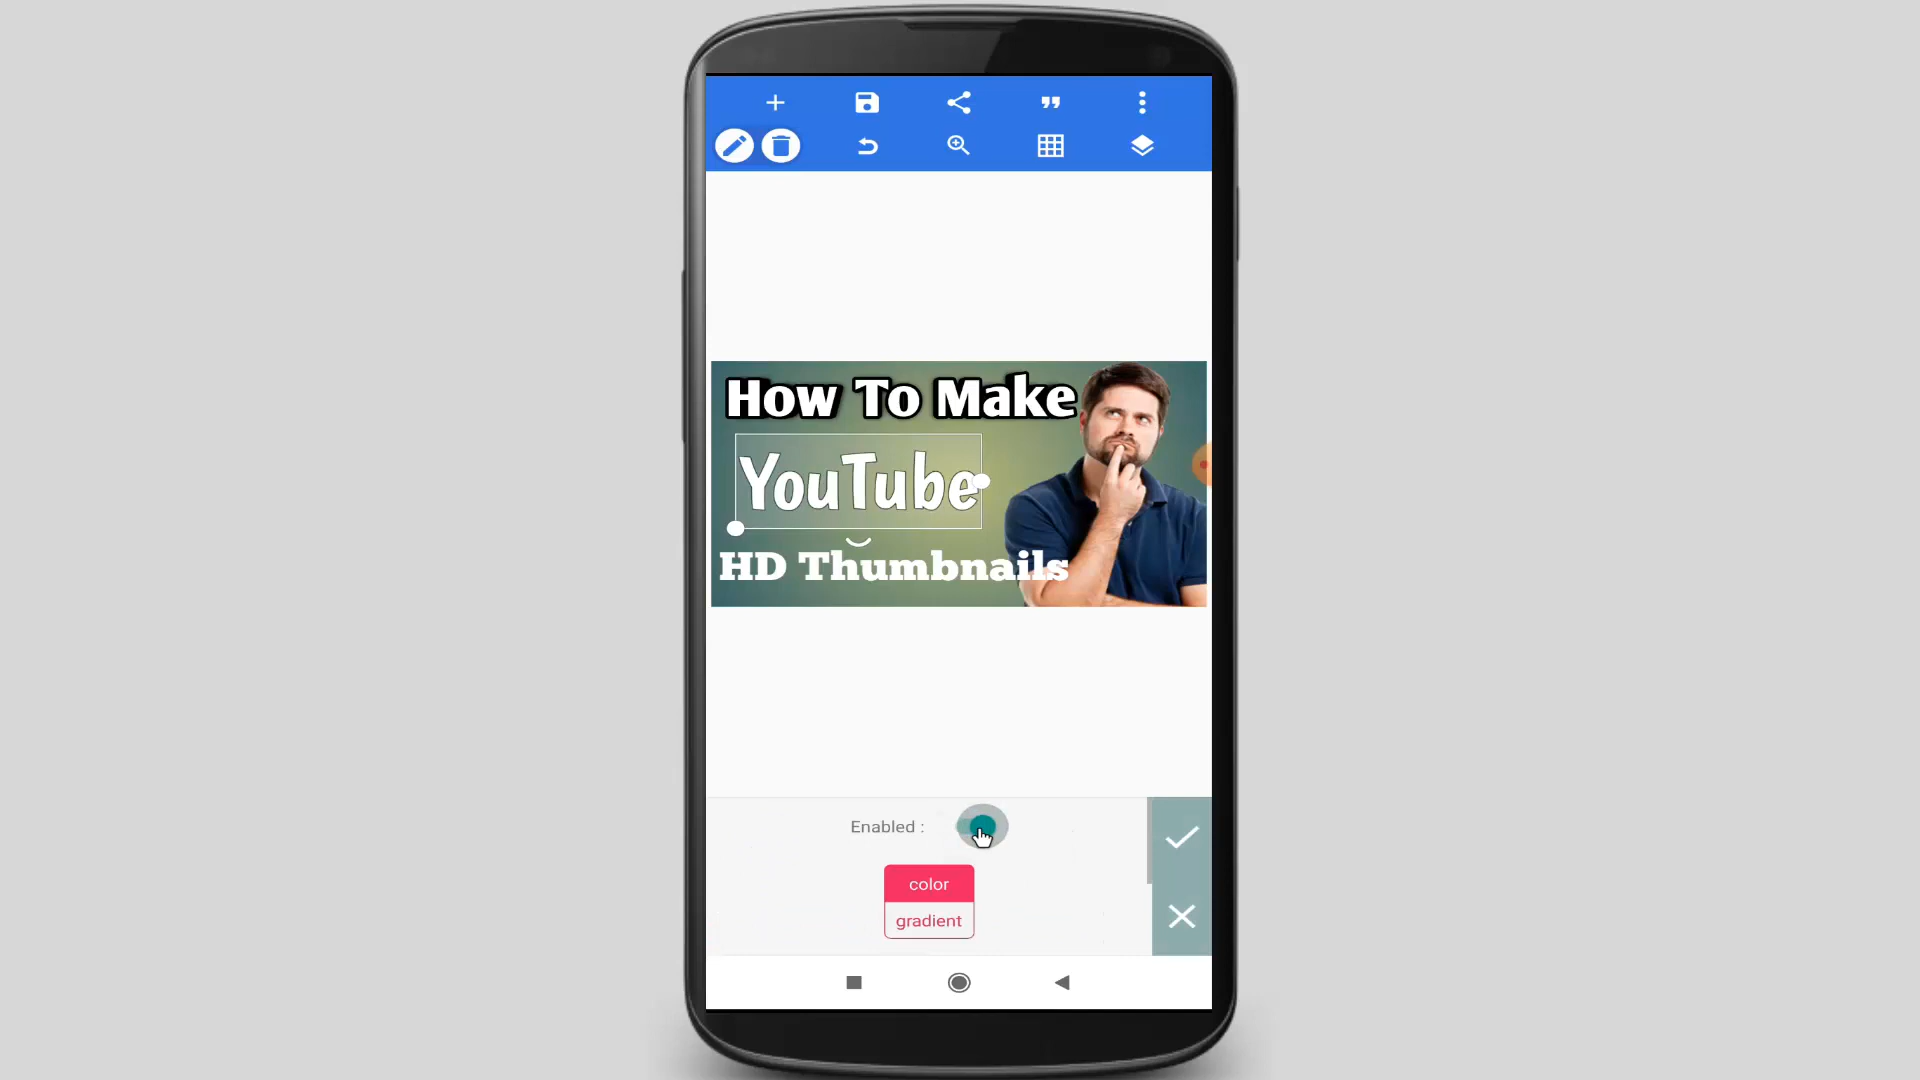 How To Make
YouTube
HD Thumbnails
Enabled :
color
gradient